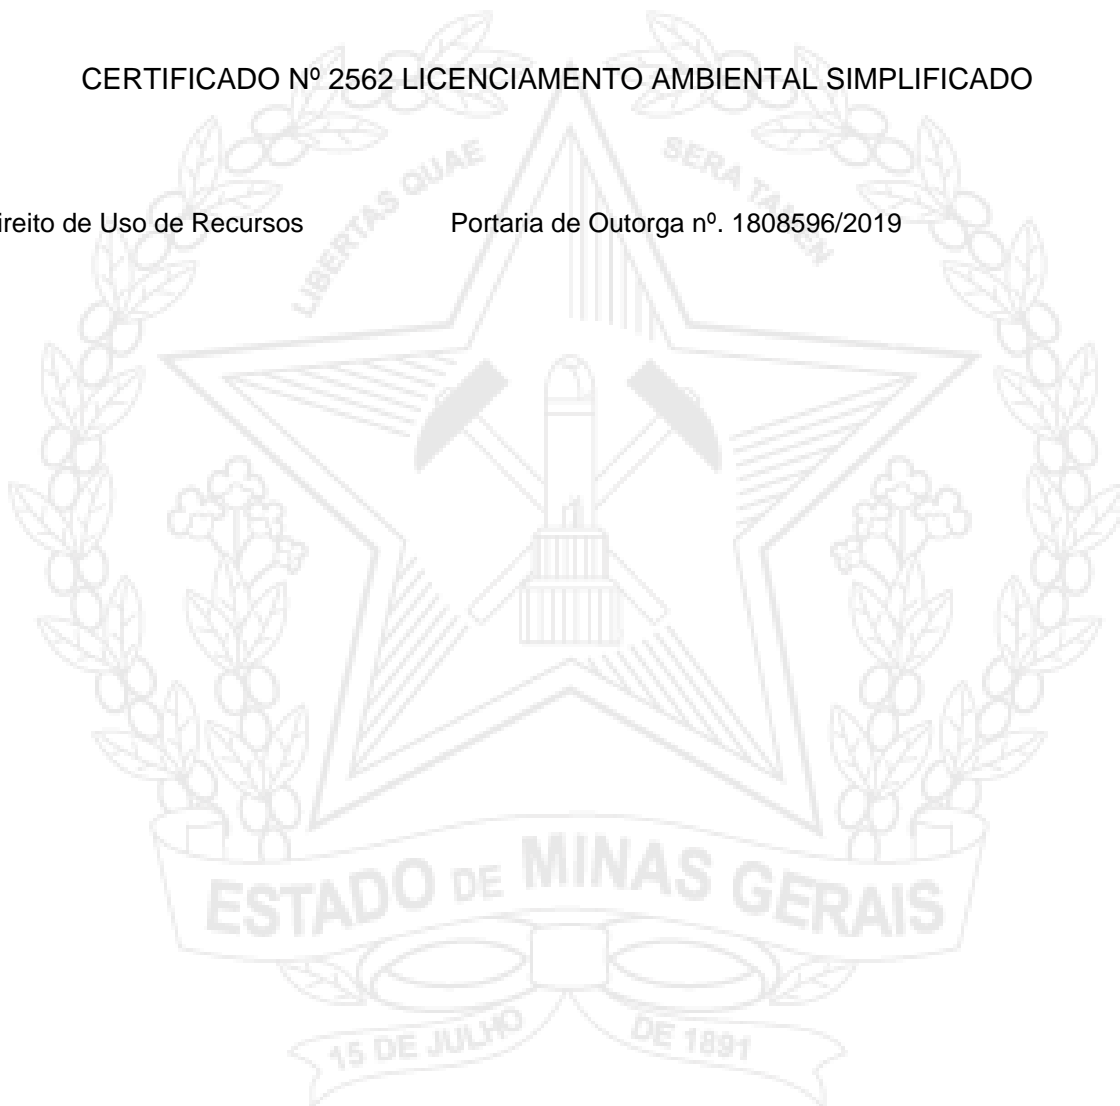 CERTIFICADO Nº 2562 LICENCIAMENTO AMBIENTAL SIMPLIFICADO
ireito de Uso de Recursos Portaria de Outorga nº. 1808596/2019
LIBERTAS QUAE SERA TAMEN
ESTADO DE MINAS GERAIS
15 DE JULHO DE 1891